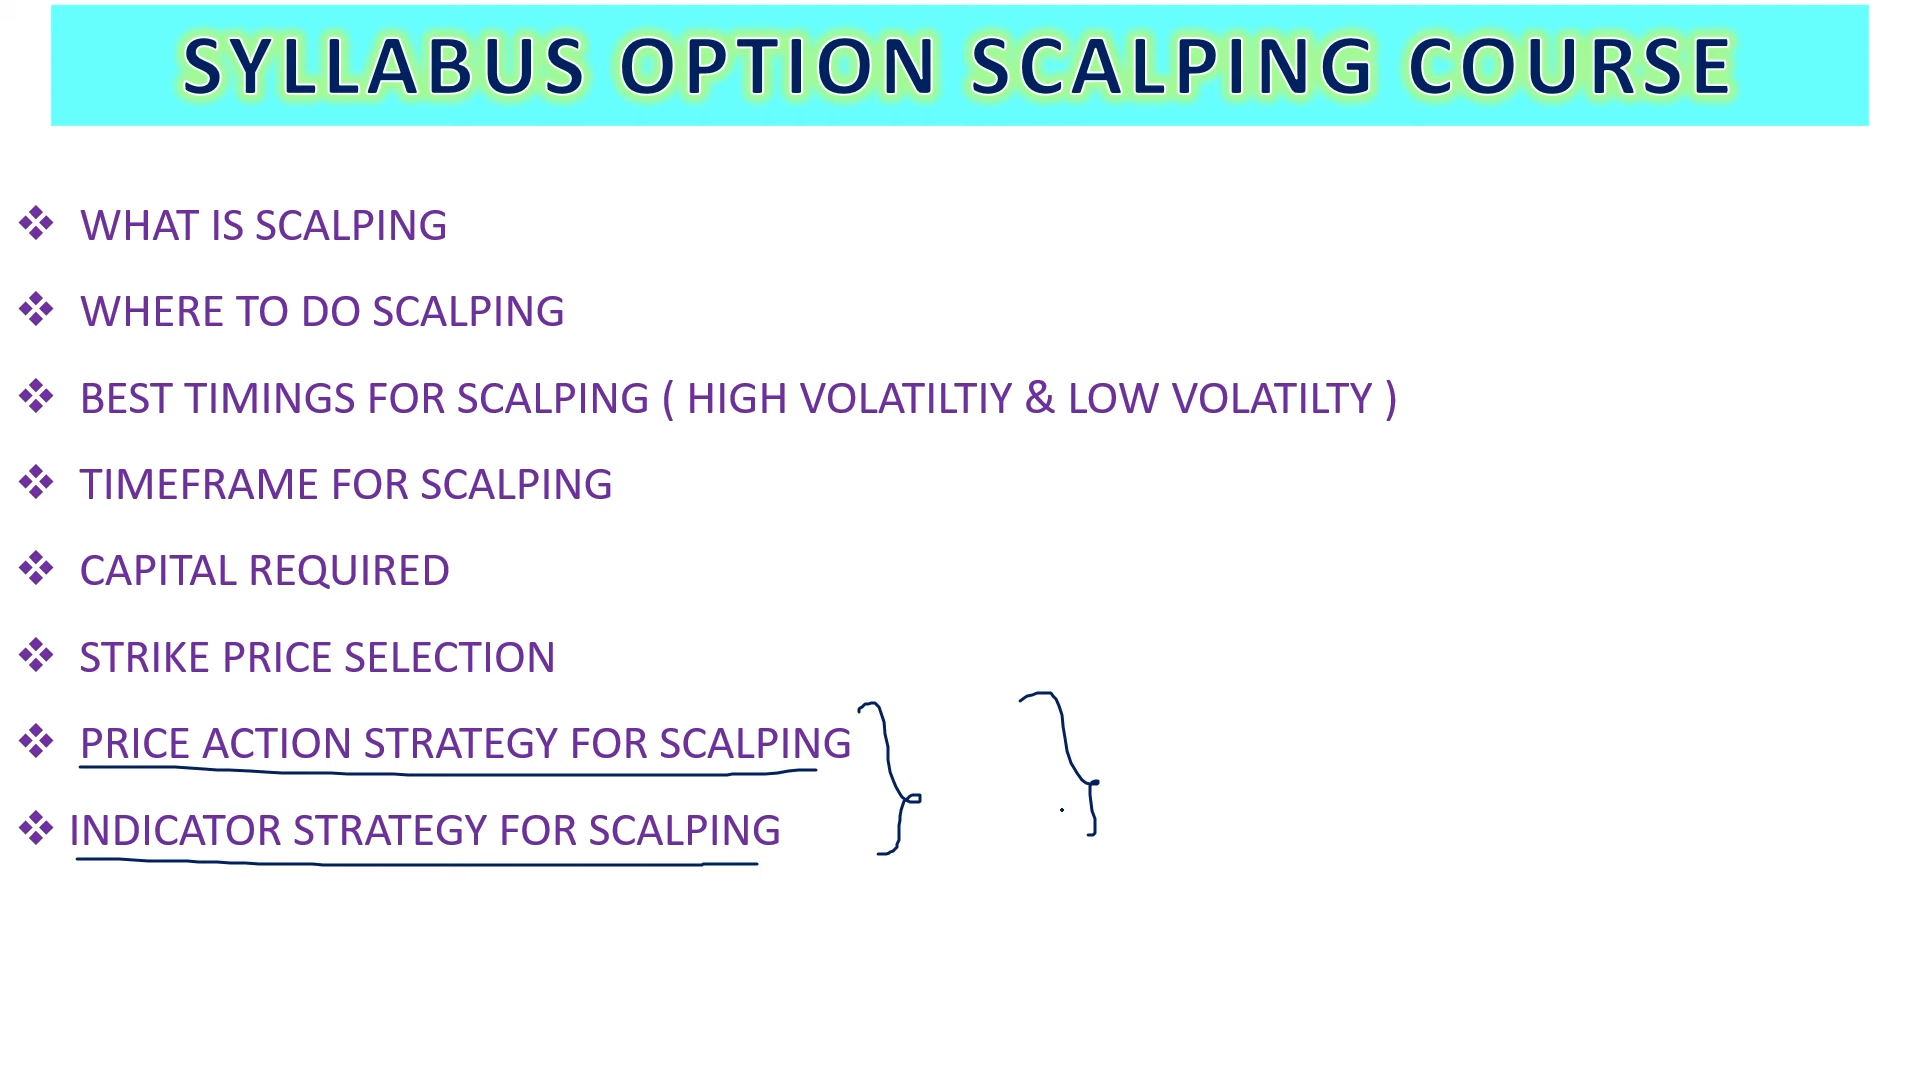 SYLLABUS OPTION SCALPING COURSE
WHAT IS SCALPING
WHERE TO DO SCALPING
BEST TIMINGS FOR SCALPING ( HIGH VOLATILTIY & LOW VOLATILTY )
TIMEFRAME FOR SCALPING
CAPITAL REQUIRED
STRIKE PRICE SELECTION
PRICE ACTION STRATEGY FOR SCALPING
INDICATOR STRATEGY FOR SCALPING